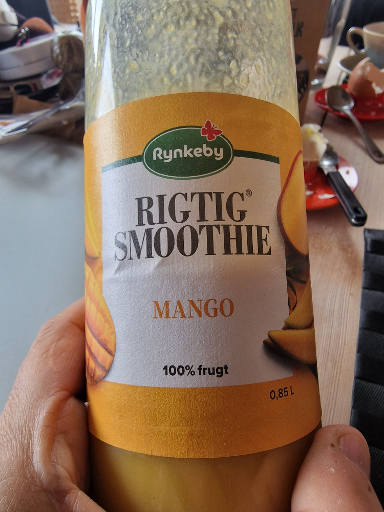 Rynkeby
RIGTIG®
SMOOTHIE
MANGO
100% frugt
0,85 L